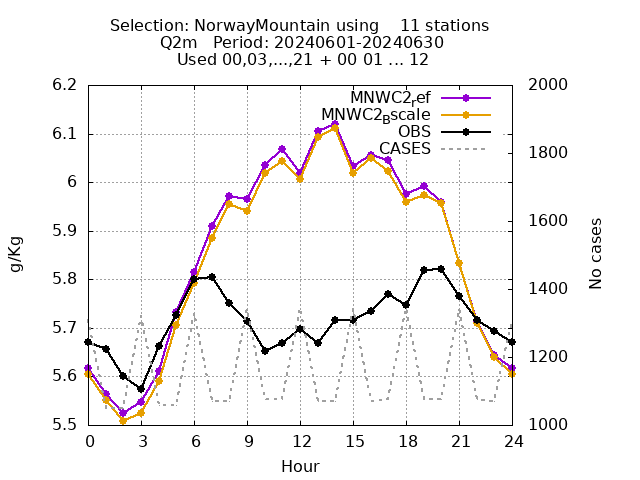 Selection: NorwayMountain using    11 stations
Q2m   Period: 20240601-20240630
Used 00,03,...,21 + 00 01 ... 12
6.2
6.1
6
5.9
5.8
5.7
5.6
5.5
2000
1800
1600
1400
1200
1000
MNWC2_ref
MNWC2_Bscale
OBS
CASES
g/Kg
No cases
0 3 6 9 12 15 18 21 24
Hour